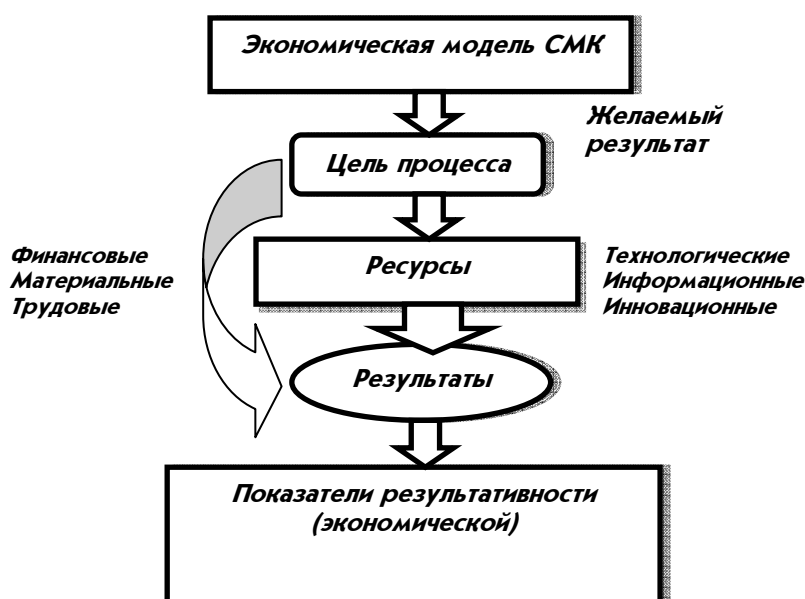 Экономическая модель СМК
Желаемый
результат
Цель процесса
Финансовые
Материальные
Трудовые
Ресурсы
Технологические
Информационные
Инновационные
Результаты
Показатели результативности
(экономической)